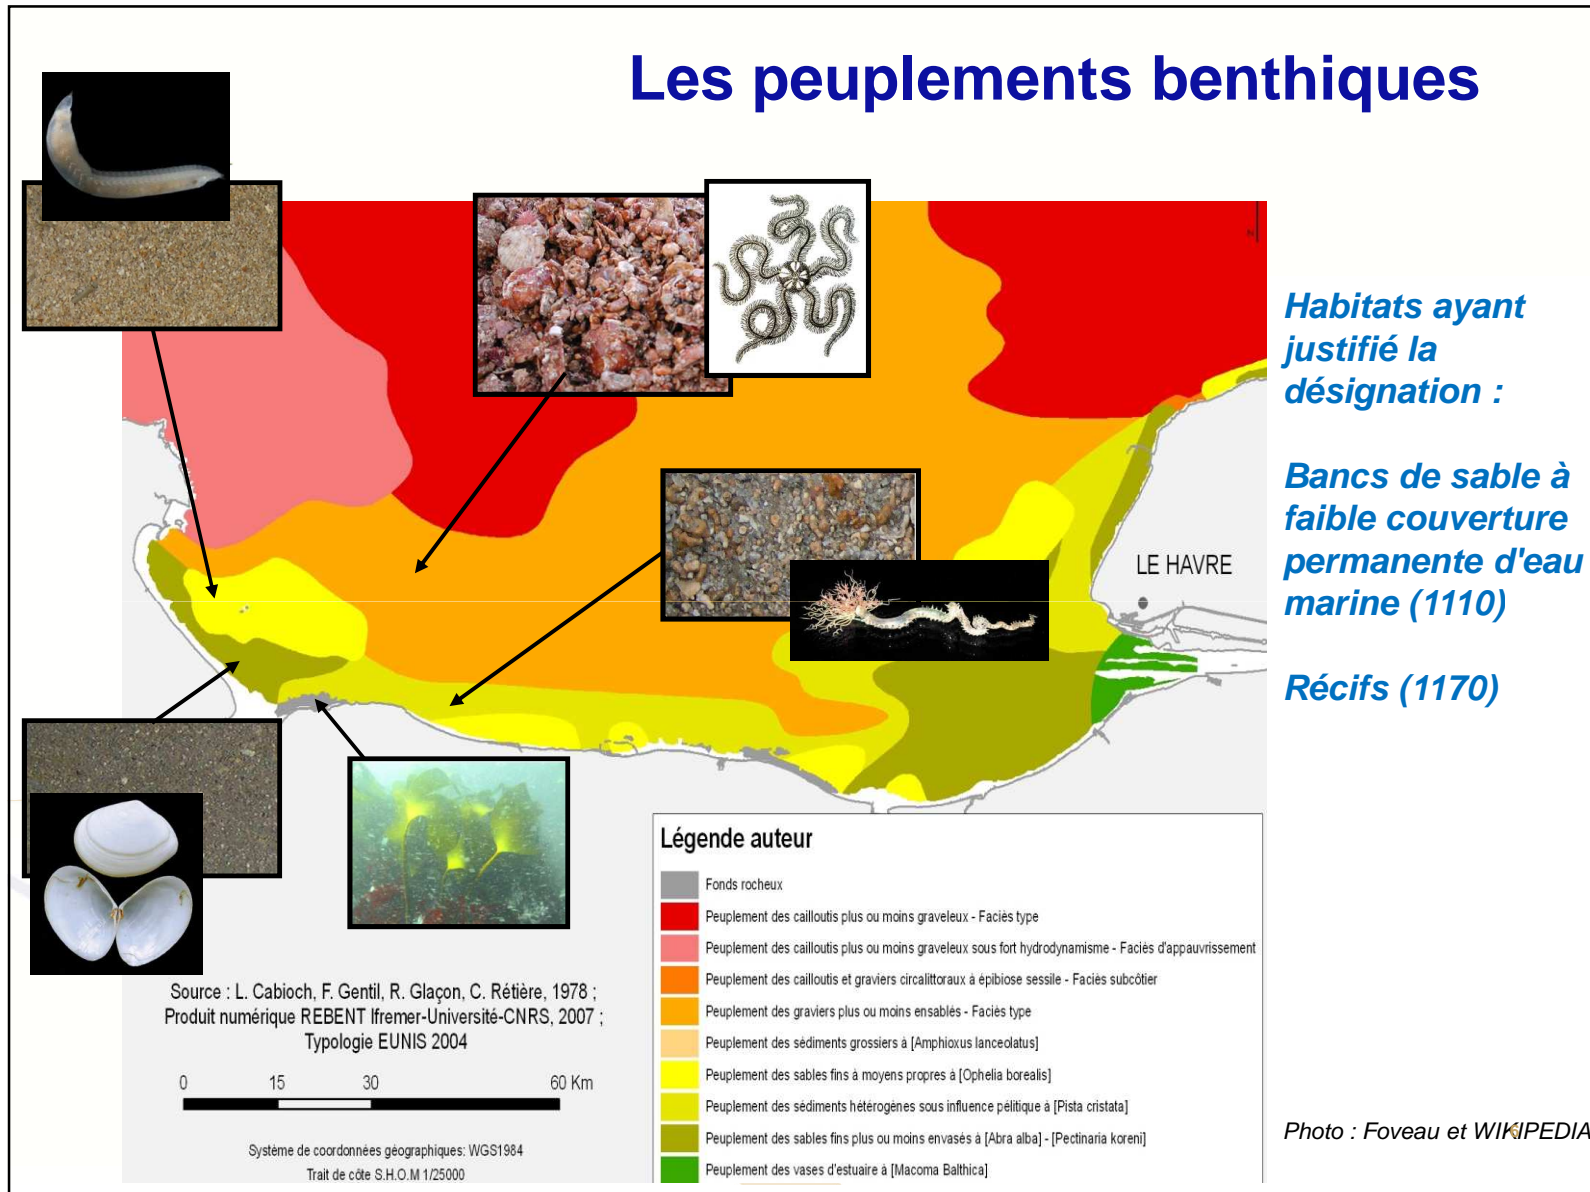 Les peuplements benthiques
Habitats ayant
justifié la
désignation :
Bancs de sable à
faible couverture
permanente d'eau
marine (1110)
Récifs (1170)
LE HAVRE
Légende auteur
Fonds rocheux
Peuplement des cailloutis plus ou moins graveleux - Faciès type
Peuplement des cailloutis plus ou moins graveleux sous fort hydrodynamisme - Faciès d'appauvrissement
Peuplement des cailloutis et graviers circalittoraux à épibiose sessile - Faciès subcôtier
Peuplement des graviers plus ou moins ensablés - Faciès type
Peuplement des sédiments grossiers à [Amphioxus lanceolatus]
Peuplement des sables fins à moyens propres à [Ophelia borealis]
Peuplement des sédiments hétérogènes sous influence pélitique à [Pista cristata]
Peuplement des sables fins plus ou moins envasés à [Abra alba] - [Pectinaria koreni]
Peuplement des vases d'estuaire à [Macoma Balthica]
Source : L. Cabioch, F. Gentil, R. Glaçon, C. Rétière, 1978 ;
Produit numérique REBENT Ifremer-Université-CNRS, 2007 ;
Typologie EUNIS 2004
0 15 30 60 Km
Système de coordonnées géographiques: WGS1984
Trait de côte S.H.O.M 1/25000
Photo : Foveau et WIKIPEDIA